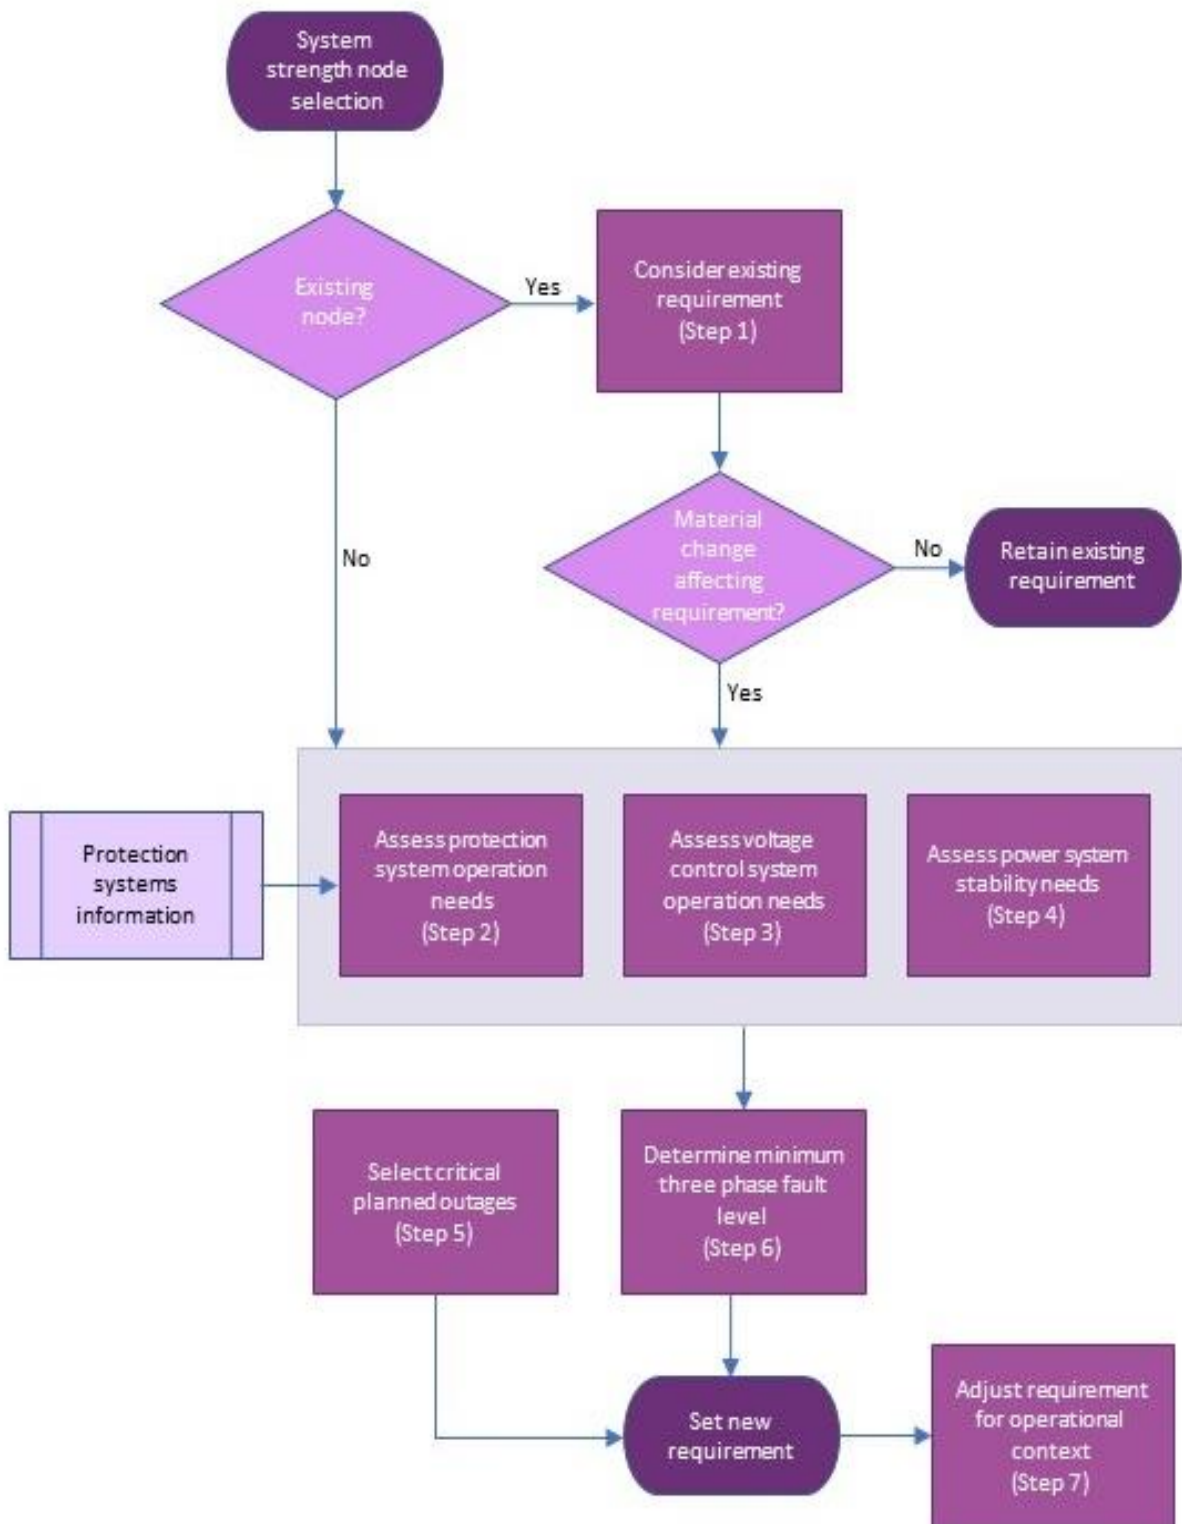 System
strength node
selection
Existing
node?
Yes
Consider existing
requirement
(Step 1)
No
Material
change
affecting
requirement?
No
Retain existing
requirement
Yes
Protection
systems
information
Assess protection
system operation
needs
(Step 2)
Assess voltage
control system
operation needs
(Step 3)
Assess power system
stability needs
(Step 4)
Select critical
planned outages
(Step 5)
Determine minimum
three phase fault
level
(Step 6)
Set new
requirement
Adjust requirement
for operational
context
(Step 7)